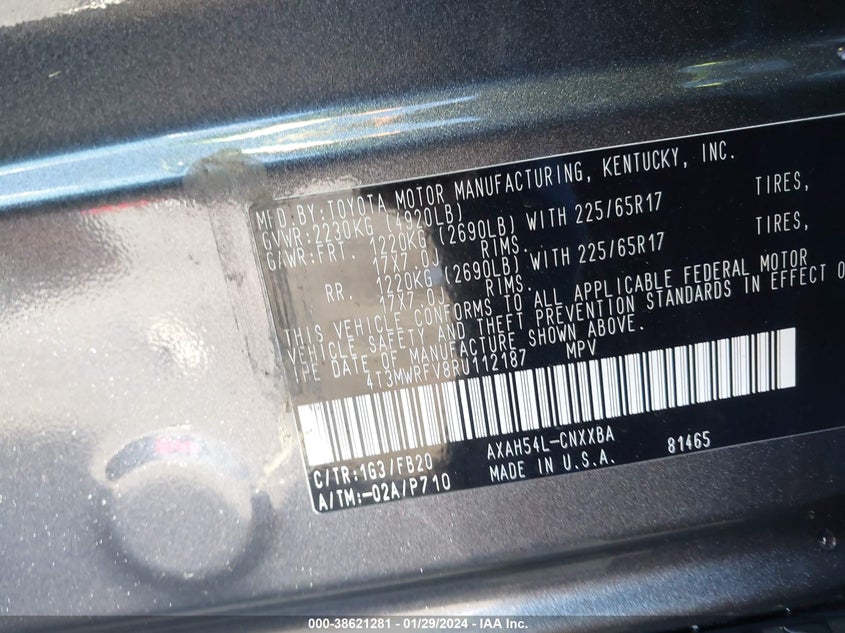 MFD. BY: TOYOTA MOTOR MANUFACTURING, KENTUCKY, INC.
GVWR: 2230KG (4920LB)
G/WR: FRT. 1220KG (2690LB) WITH 225/65R17 TIRES,
17X7.0J RIMS.
RR. 1220KG (2690LB) WITH 225/65R17 TIRES,
17X7.0J RIMS.
THIS VEHICLE CONFORMS TO ALL APPLICABLE FEDERAL MOTOR
VEHICLE SAFETY AND THEFT PREVENTION STANDARDS IN EFFECT O
THE DATE OF MANUFACTURE SHOWN ABOVE.
4T3MWRFV8RU112187 MPV
C/TR:1G3/FB20 AXAH54L-CNXXBA 81465
A/TM:-02A/P710 MADE IN U.S.A.
000-38621281 - 01/29/2024 - IAA Inc.